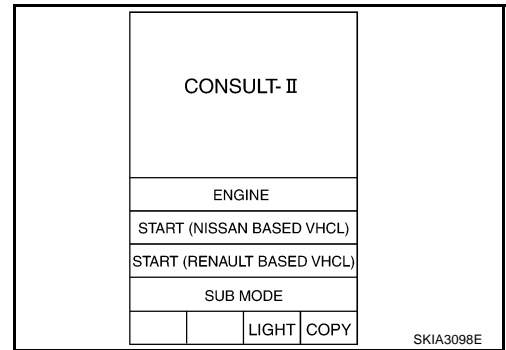 CONSULT-II
ENGINE
START (NISSAN BASED VHCL)
START (RENAULT BASED VHCL)
SUB MODE
LIGHT COPY
SKIA3098E